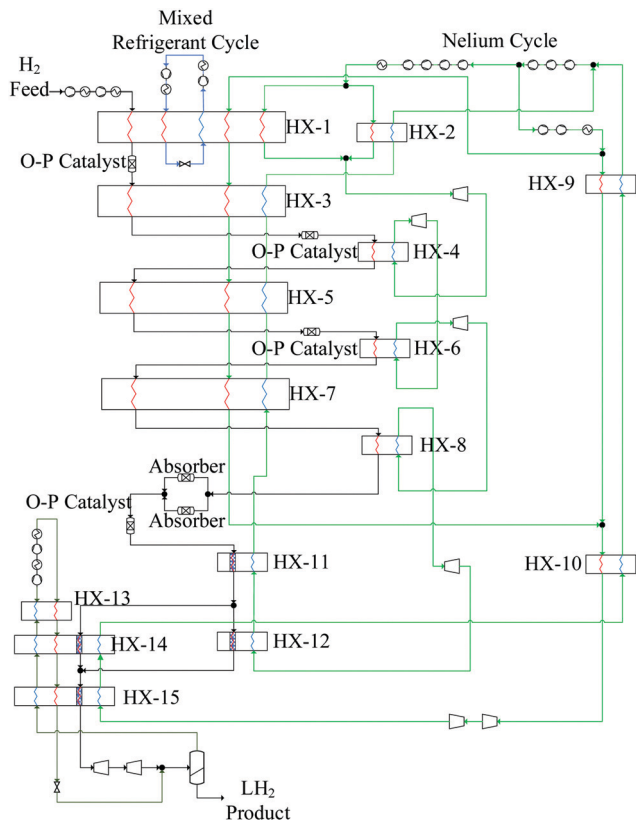 Mixed
Refrigerant Cycle
Nelium Cycle
H₂
Feed
HX-1
HX-2
O-P Catalyst
HX-3
HX-9
O-P Catalyst
HX-4
HX-5
O-P Catalyst
HX-6
HX-7
HX-8
Absorber
O-P Catalyst
Absorber
HX-11
HX-10
HX-13
HX-12
HX-14
HX-15
LH₂
Product